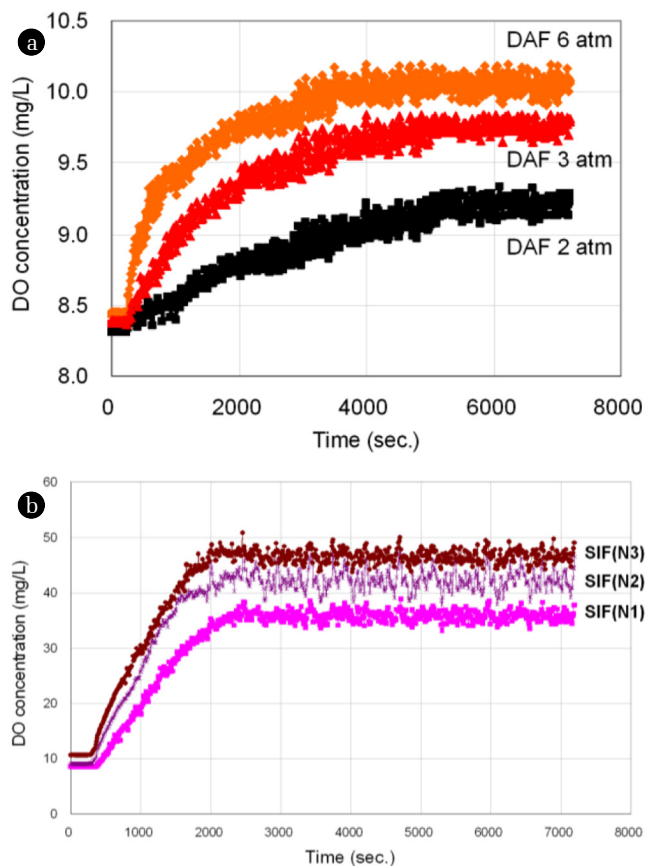 a
10.5
10.0
9.5
9.0
8.5
8.0
DO concentration (mg/L)
DAF 6 atm
DAF 3 atm
DAF 2 atm
0 2000 4000 6000 8000
Time (sec.)
b
60
50
40
30
20
10
0
DO concentration (mg/L)
SIF(N3)
SIF(N2)
SIF(N1)
0 1000 2000 3000 4000 5000 6000 7000 8000
Time (sec.)